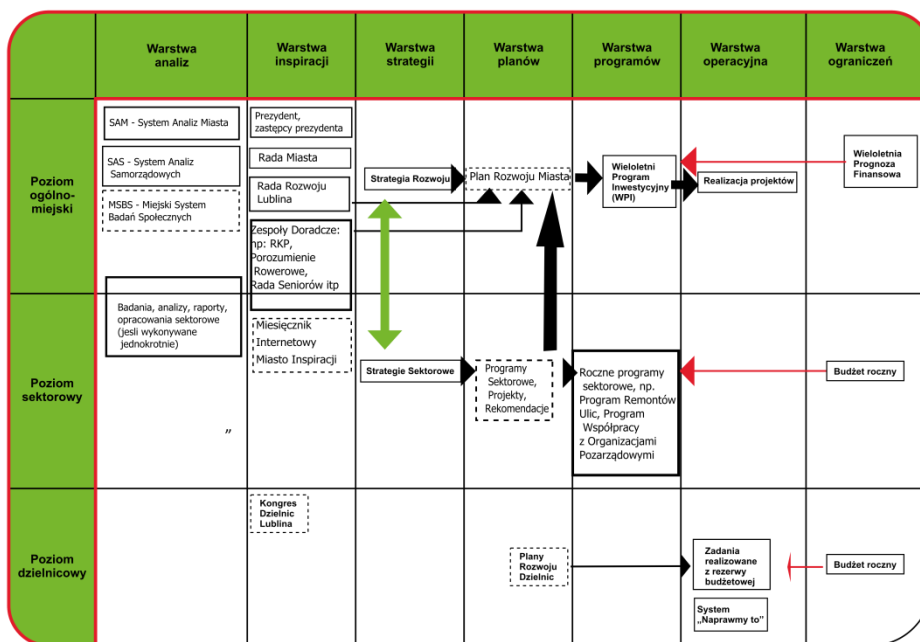 Warstwa
analiz
Warstwa
inspiracji
Warstwa
strategii
Warstwa
planów
Warstwa
programów
Warstwa
operacyjna
Warstwa
ograniczeń
Poziom
ogólno-
miejski
SAM - System Analiz Miasta
SAS - System Analiz
Samorządowych
MSBS - Miejski System
Badań Społecznych
Prezydent,
zastępcy prezydenta
Rada Miasta
Rada Rozwoju
Lublina
Zespoły Doradcze:
np: RKP,
Porozumienie
Rowerowe,
Rada Seniorów itp
Strategia Rozwoju
Plan Rozwoju Miasta
Wieloletni
Program
Inwestycyjny
(WPI)
Realizacja projektów
Wieloletnia
Prognoza
Finansowa
Poziom
sektorowy
Badania, analizy, raporty,
opracowania sektorowe
(jesli wykonywane
jednokrotnie)
”
Miesięcznik
Internetowy
Miasto Inspiracji
Strategie Sektorowe
Programy
Sektorowe,
Projekty,
Rekomendacje
Roczne programy
sektorowe, np.
Program Remontów
Ulic, Program
Współpracy
z Organizacjami
Pozarządowymi
Budżet roczny
Poziom
dzielnicowy
Kongres
Dzielnic
Lublina
Plany
Rozwoju
Dzielnic
Zadania
realizowane
z rezerwy
budżetowej
System
„Naprawmy to”
Budżet roczny